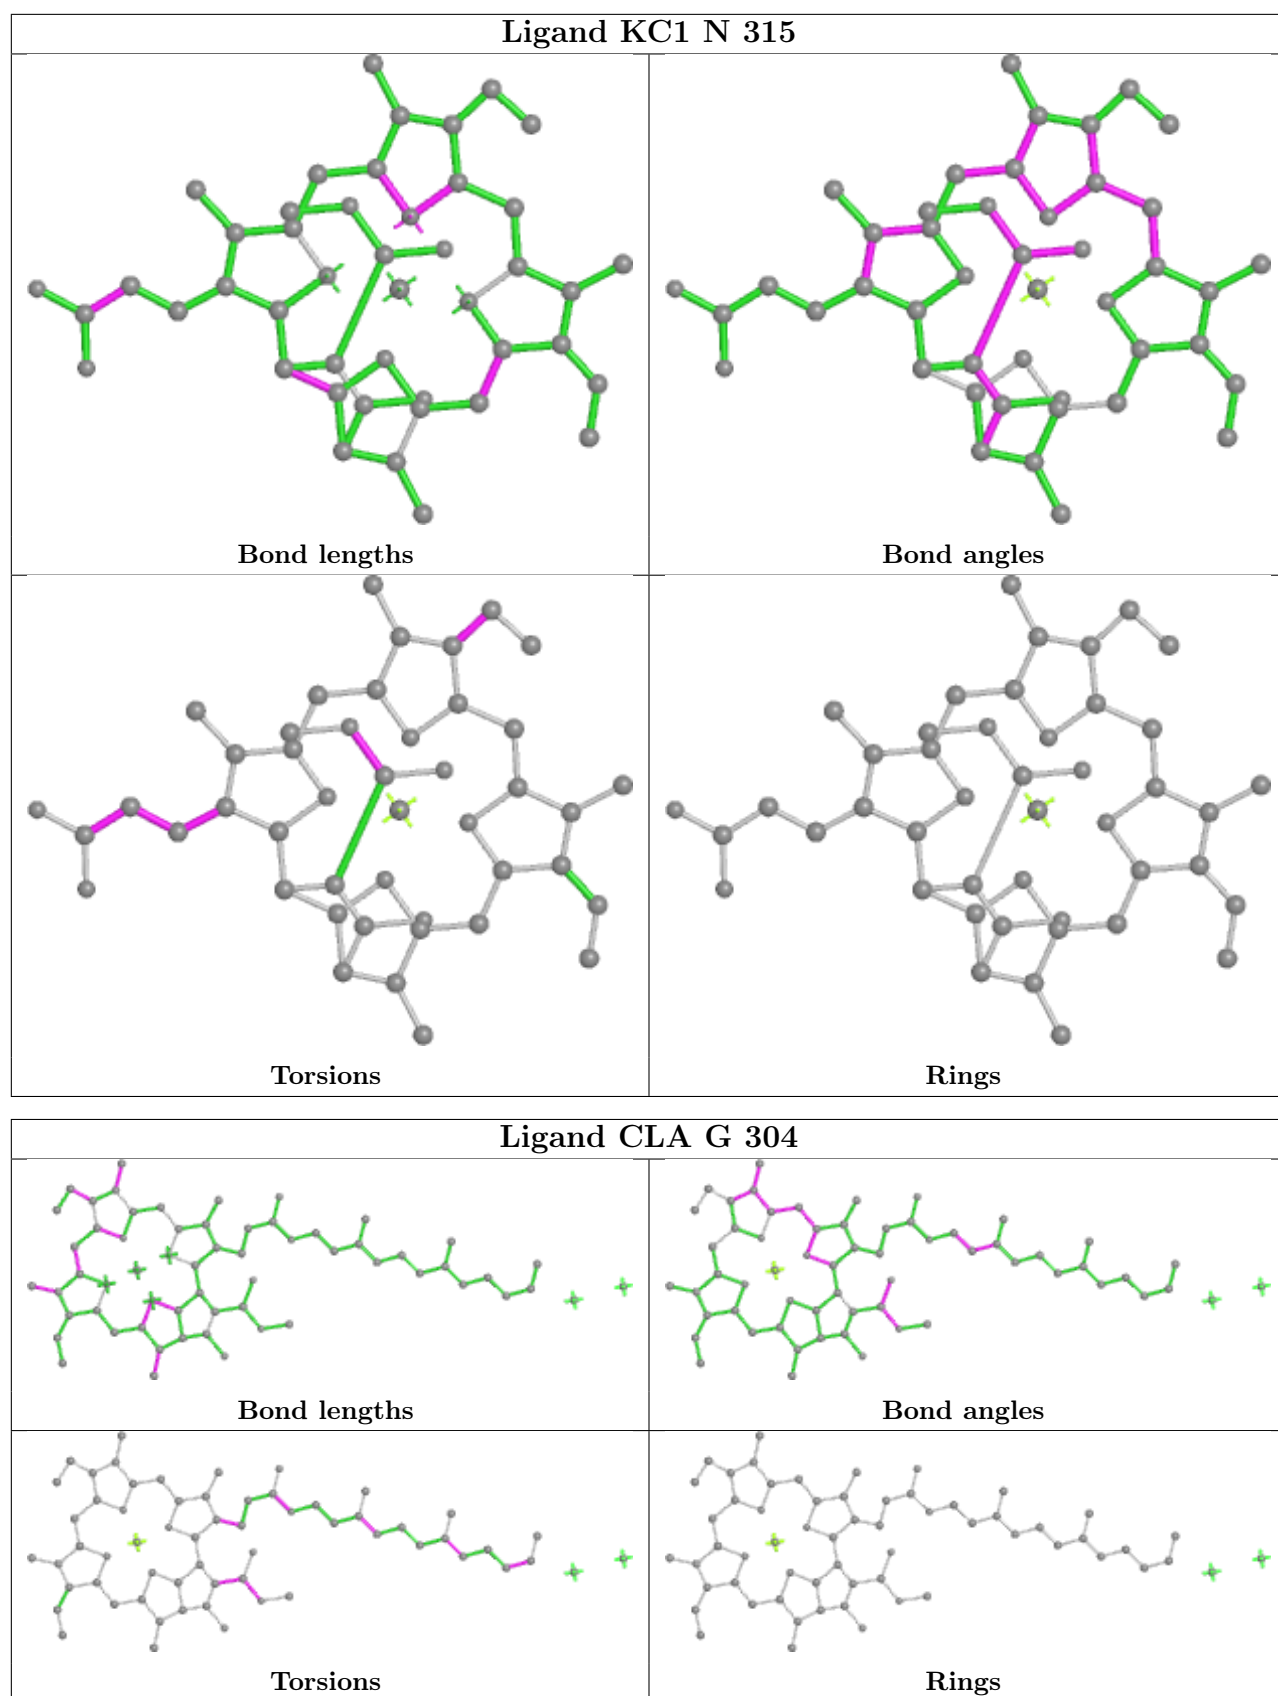 Ligand KC1 N 315
Bond lengths
Bond angles
Torsions
Rings
Ligand CLA G 304
Bond lengths
Bond angles
Torsions
Rings